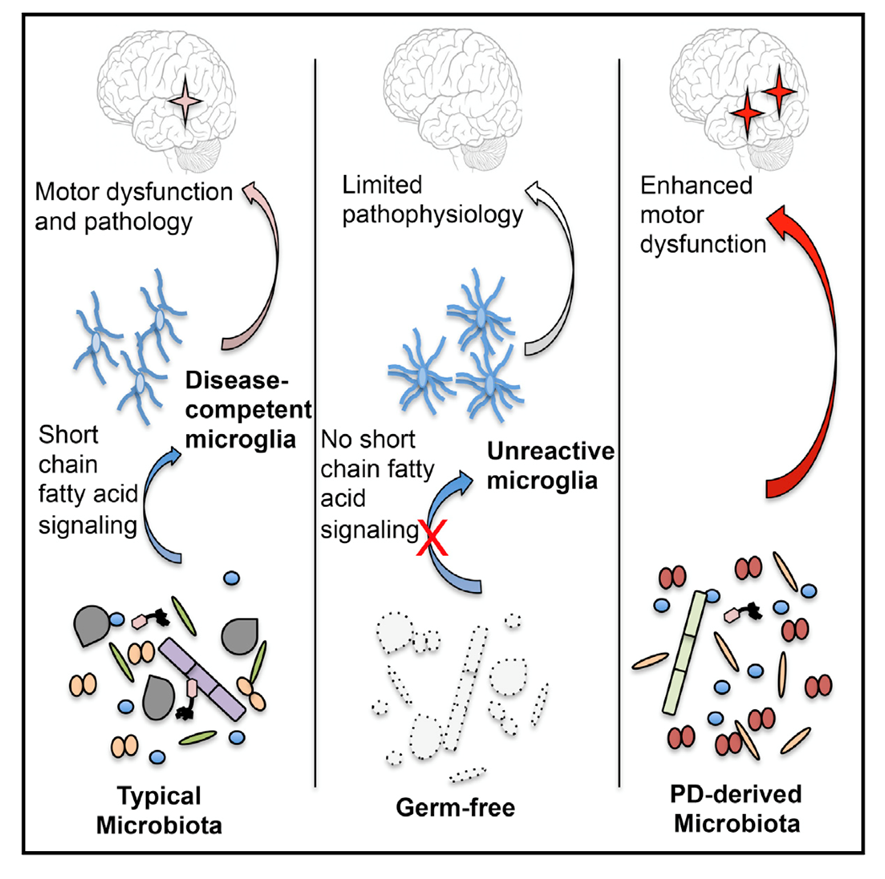 Motor dysfunction
and pathology
Disease-
competent
microglia
Short
chain
fatty acid
signaling
Typical
Microbiota
Limited
pathophysiology
No short
chain fatty
acid
signaling
X
Unreactive
microglia
Germ-free
Enhanced
motor
dysfunction
PD-derived
Microbiota